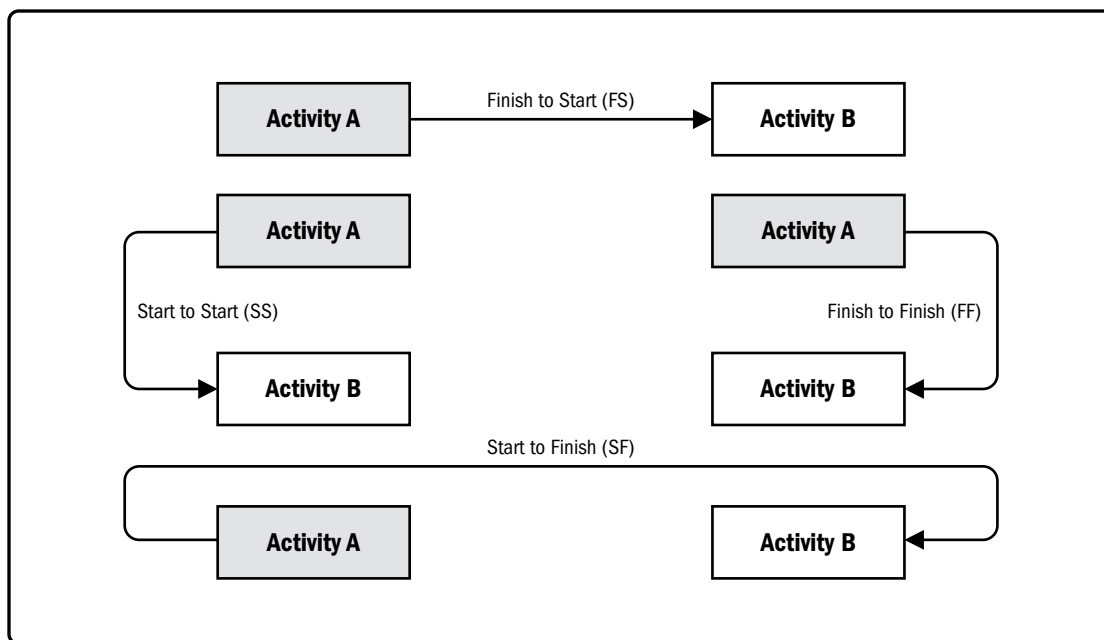 Activity A
Finish to Start (FS)
Activity B
Activity A
Activity A
Start to Start (SS)
Finish to Finish (FF)
Activity B
Activity B
Start to Finish (SF)
Activity A
Activity B